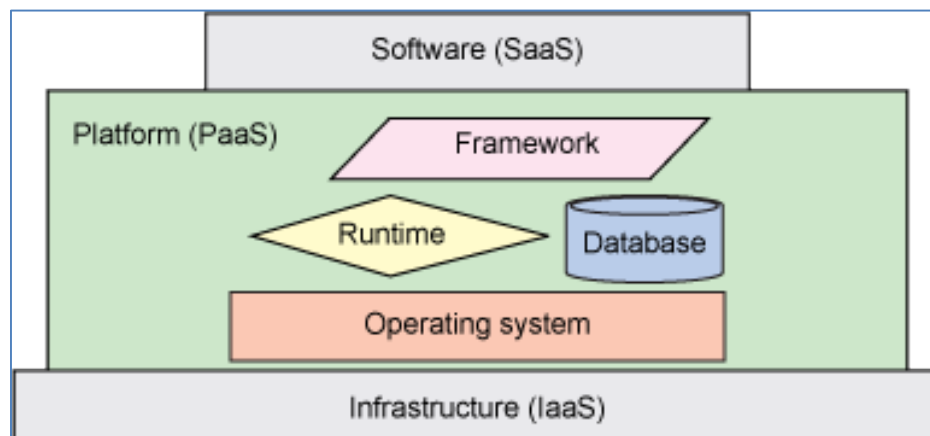 Software (SaaS)
Platform (PaaS)
Framework
Runtime
Database
Operating system
Infrastructure (IaaS)